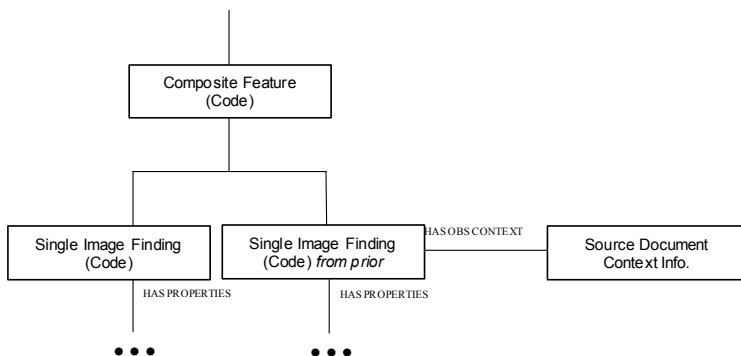 Composite Feature
(Code)
Single Image Finding
(Code)
Single Image Finding
(Code) from prior
HAS OBS CONTEXT
Source Document
Context Info.
HAS PROPERTIES
HAS PROPERTIES